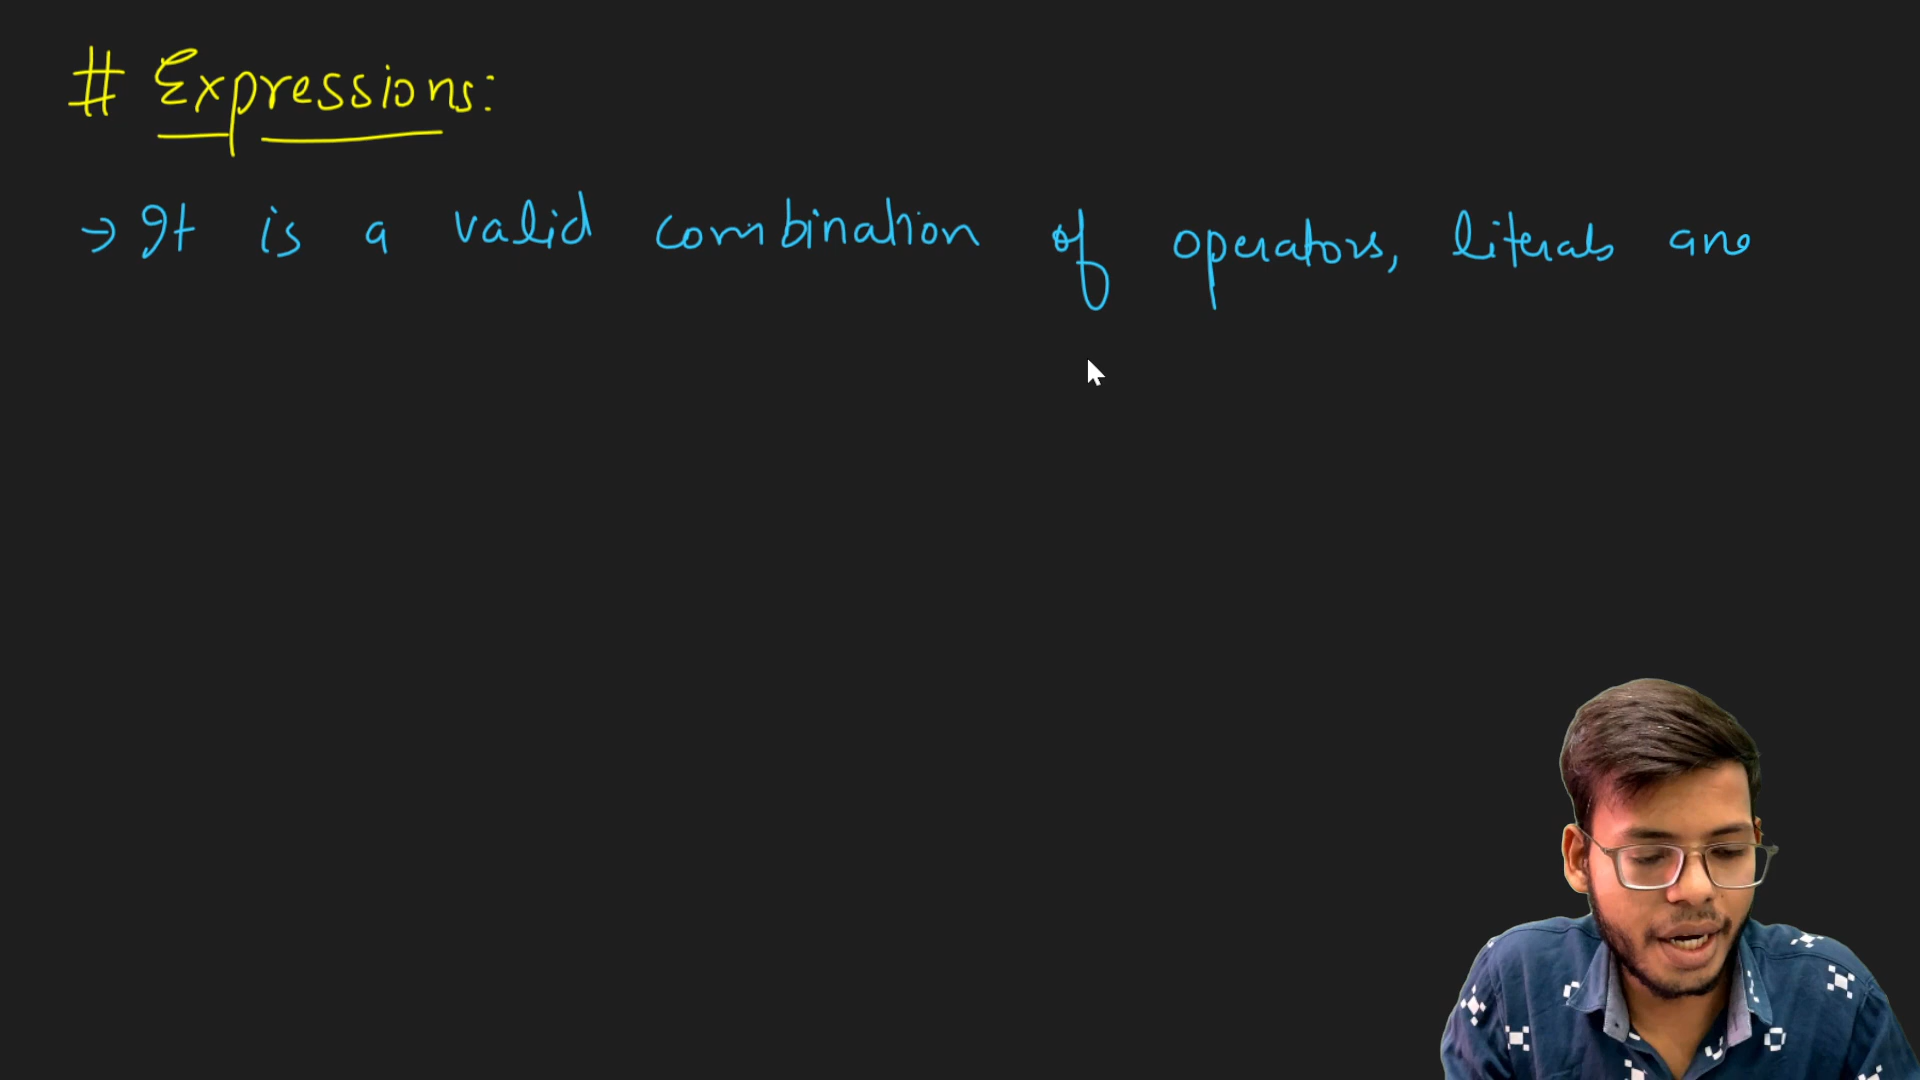 # Expressions:
→ It is a valid combination of operators, literals and